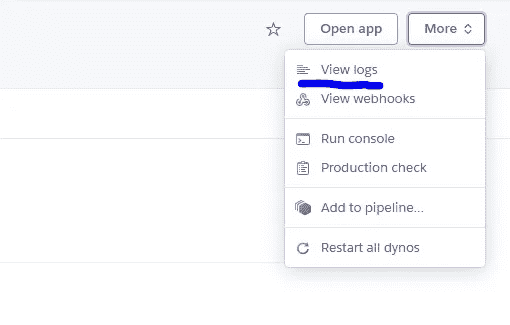 Open app
More
View logs
View webhooks
Run console
Production check
Add to pipeline...
Restart all dynos